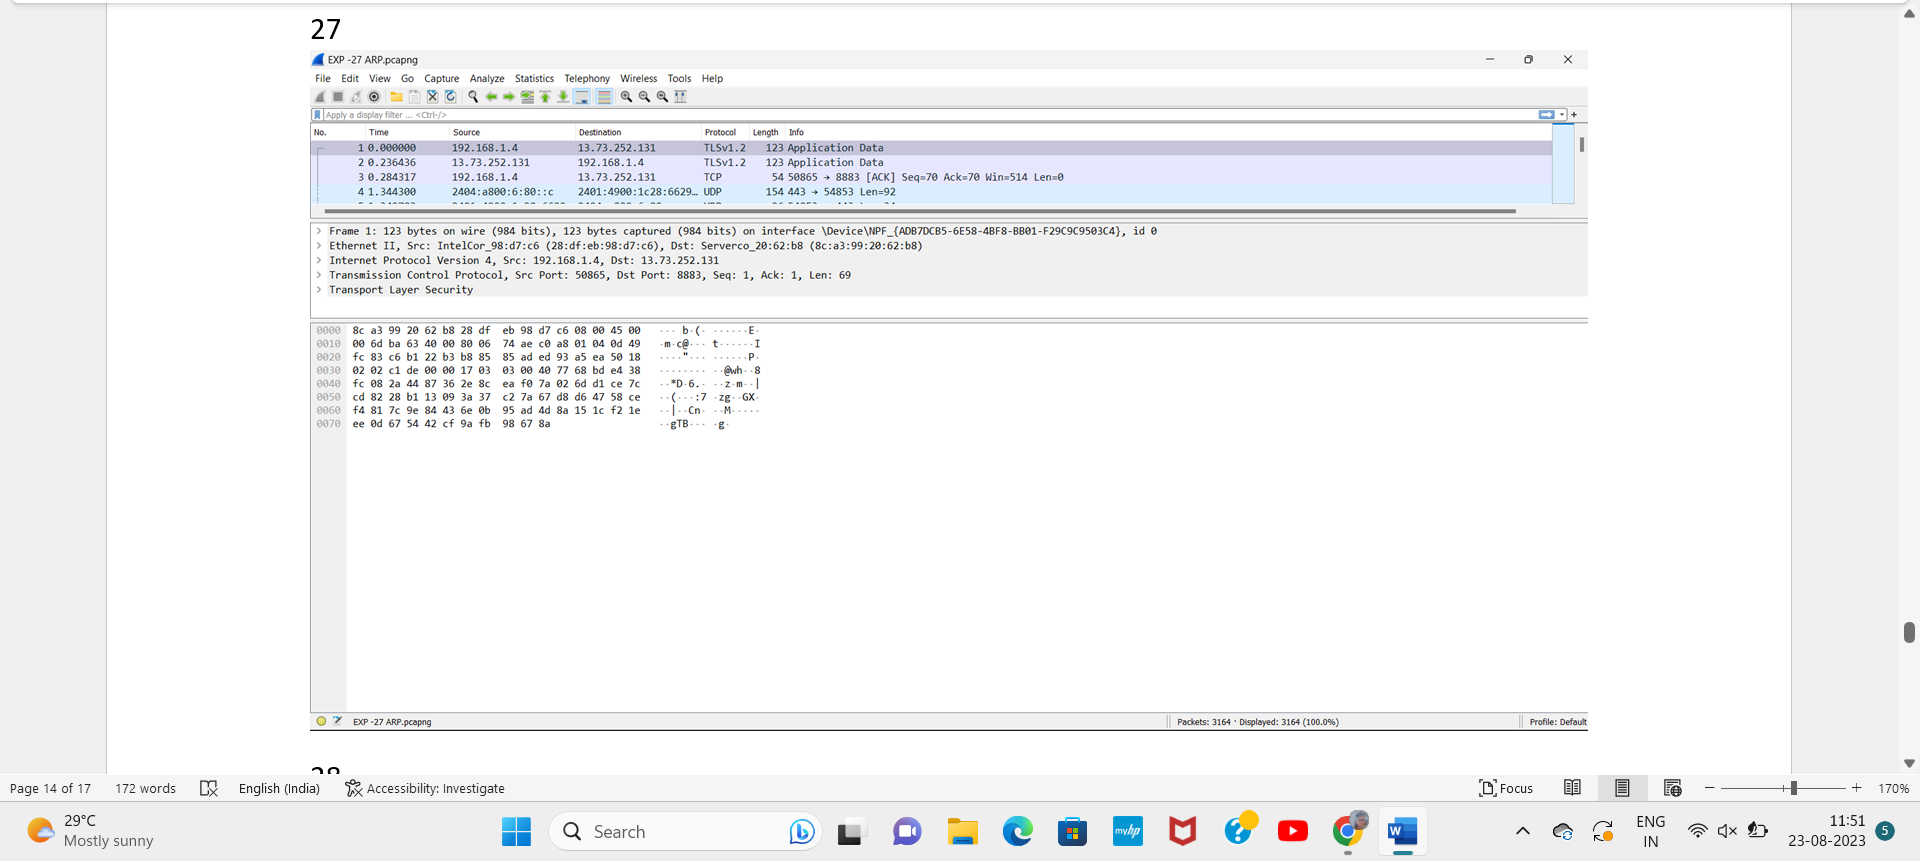 27
EXP -27 ARP.pcapng
File Edit View Go Capture Analyze Statistics Telephony Wireless Tools Help
Apply a display filter ... <Ctrl-/>
No. Time Source Destination Protocol Length Info
1 0.000000 192.168.1.4 13.73.252.131 TLSv1.2 123 Application Data
2 0.236436 13.73.252.131 192.168.1.4 TLSv1.2 123 Application Data
3 0.284317 192.168.1.4 13.73.252.131 TCP 54 50865 → 8883 [ACK] Seq=70 Ack=70 Win=514 Len=0
4 1.344300 2404:a800:6:80::c 2401:4900:1c28:6629… UDP 154 443 → 54853 Len=92
Frame 1: 123 bytes on wire (984 bits), 123 bytes captured (984 bits) on interface \Device\NPF_{ADB7DCB5-6E58-4BF8-BB01-F29C9C9503C4}, id 0
Ethernet II, Src: IntelCor_98:d7:c6 (28:df:eb:98:d7:c6), Dst: Serverco_20:62:b8 (8c:a3:99:20:62:b8)
Internet Protocol Version 4, Src: 192.168.1.4, Dst: 13.73.252.131
Transmission Control Protocol, Src Port: 50865, Dst Port: 8883, Seq: 1, Ack: 1, Len: 69
Transport Layer Security
0000 8c a3 99 20 62 b8 28 df eb 98 d7 c6 08 00 45 00 ··· b·(· ······E·
0010 00 6d ba 63 40 00 80 06 74 ae c0 a8 01 04 0d 49 ·m·c@··· t······I
0020 fc 83 c6 b1 22 b3 b8 85 85 ad ed 93 a5 ea 50 18 ····"··· ······P·
0030 02 02 c1 de 00 00 17 03 03 00 40 77 68 bd e4 38 ········ ··@wh··8
0040 fc 08 2a 44 87 36 2e 8c ea f0 7a 02 6d d1 ce 7c ··*D·6.· ··z·m··|
0050 cd 82 28 b1 13 09 3a 37 c2 7a 67 d8 d6 47 58 ce ··(···:7 ·zg··GX·
0060 f4 81 7c 9e 84 43 6e 0b 95 ad 4d 8a 15 1c f2 1e ··|··Cn· ··M·····
0070 ee 0d 67 54 42 cf 9a fb 98 67 8a ··gTB··· ·g·
EXP -27 ARP.pcapng Packets: 3164 · Displayed: 3164 (100.0%) Profile: Default
Page 14 of 17 172 words English (India) Accessibility: Investigate Focus 170%
29°C
Mostly sunny
Search
myhp
W
ENG
IN
11:51
23-08-2023
5